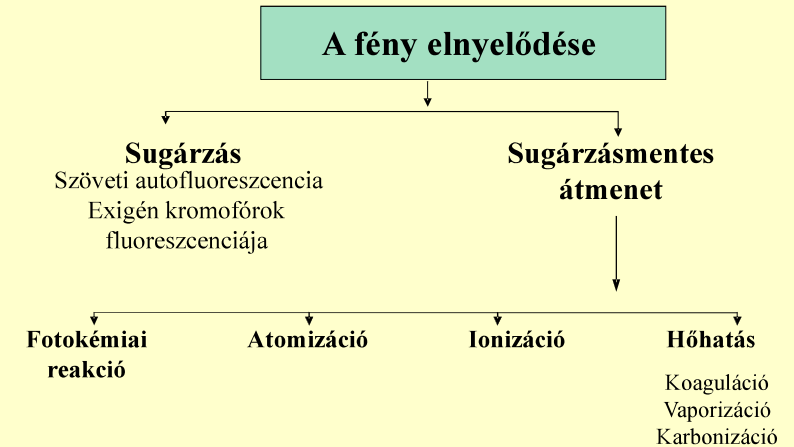 A fény elnyelődése
Sugárzás
Szöveti autofluoreszcencia
Exigén kromofórok
fluoreszcenciája
Sugárzásmentes
átmenet
Fotokémiai
reakció
Atomizáció
Ionizáció
Hőhatás
Koaguláció
Vaporizáció
Karbonizáció